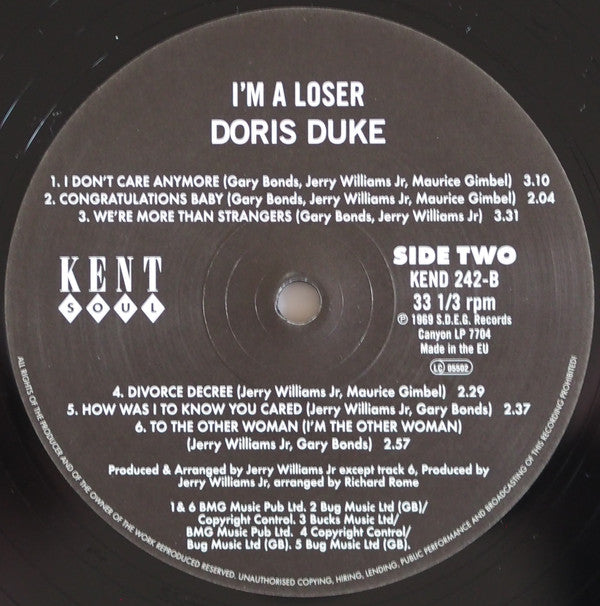 I'M A LOSER
DORIS DUKE
1. I DON'T CARE ANYMORE (Gary Bonds, Jerry Williams Jr, Maurice Gimbel) 3.10
2. CONGRATULATIONS BABY (Gary Bonds, Jerry Williams Jr, Maurice Gimbel) 2.04
3. WE'RE MORE THAN STRANGERS (Gary Bonds, Jerry Williams Jr) 3.31
KENT
SOUL
SIDE TWO
KEND 242-B
33 1/3 rpm
℗ 1969 S.D.E.G. Records
Canyon LP 7704
Made in the EU
LC 05502
4. DIVORCE DECREE (Jerry Williams Jr, Maurice Gimbel) 2.29
5. HOW WAS I TO KNOW YOU CARED (Jerry Williams Jr, Gary Bonds) 2.37
6. TO THE OTHER WOMAN (I'M THE OTHER WOMAN)
(Jerry Williams Jr, Gary Bonds) 2.57
Produced & Arranged by Jerry Williams Jr except track 6, Produced by
Jerry Williams Jr, arranged by Richard Rome
1 & 6 BMG Music Pub Ltd. 2 Bug Music Ltd (GB)/
Copyright Control. 3 Bucks Music Ltd/
BMG Music Pub Ltd. 4 Copyright Control/
Bug Music Ltd (GB). 5 Bug Music Ltd (GB).
ALL RIGHTS OF THE PRODUCER AND OF THE OWNER OF THE WORK REPRODUCED RESERVED. UNAUTHORISED COPYING, HIRING, LENDING, PUBLIC PERFORMANCE AND BROADCASTING OF THIS RECORDING PROHIBITED!